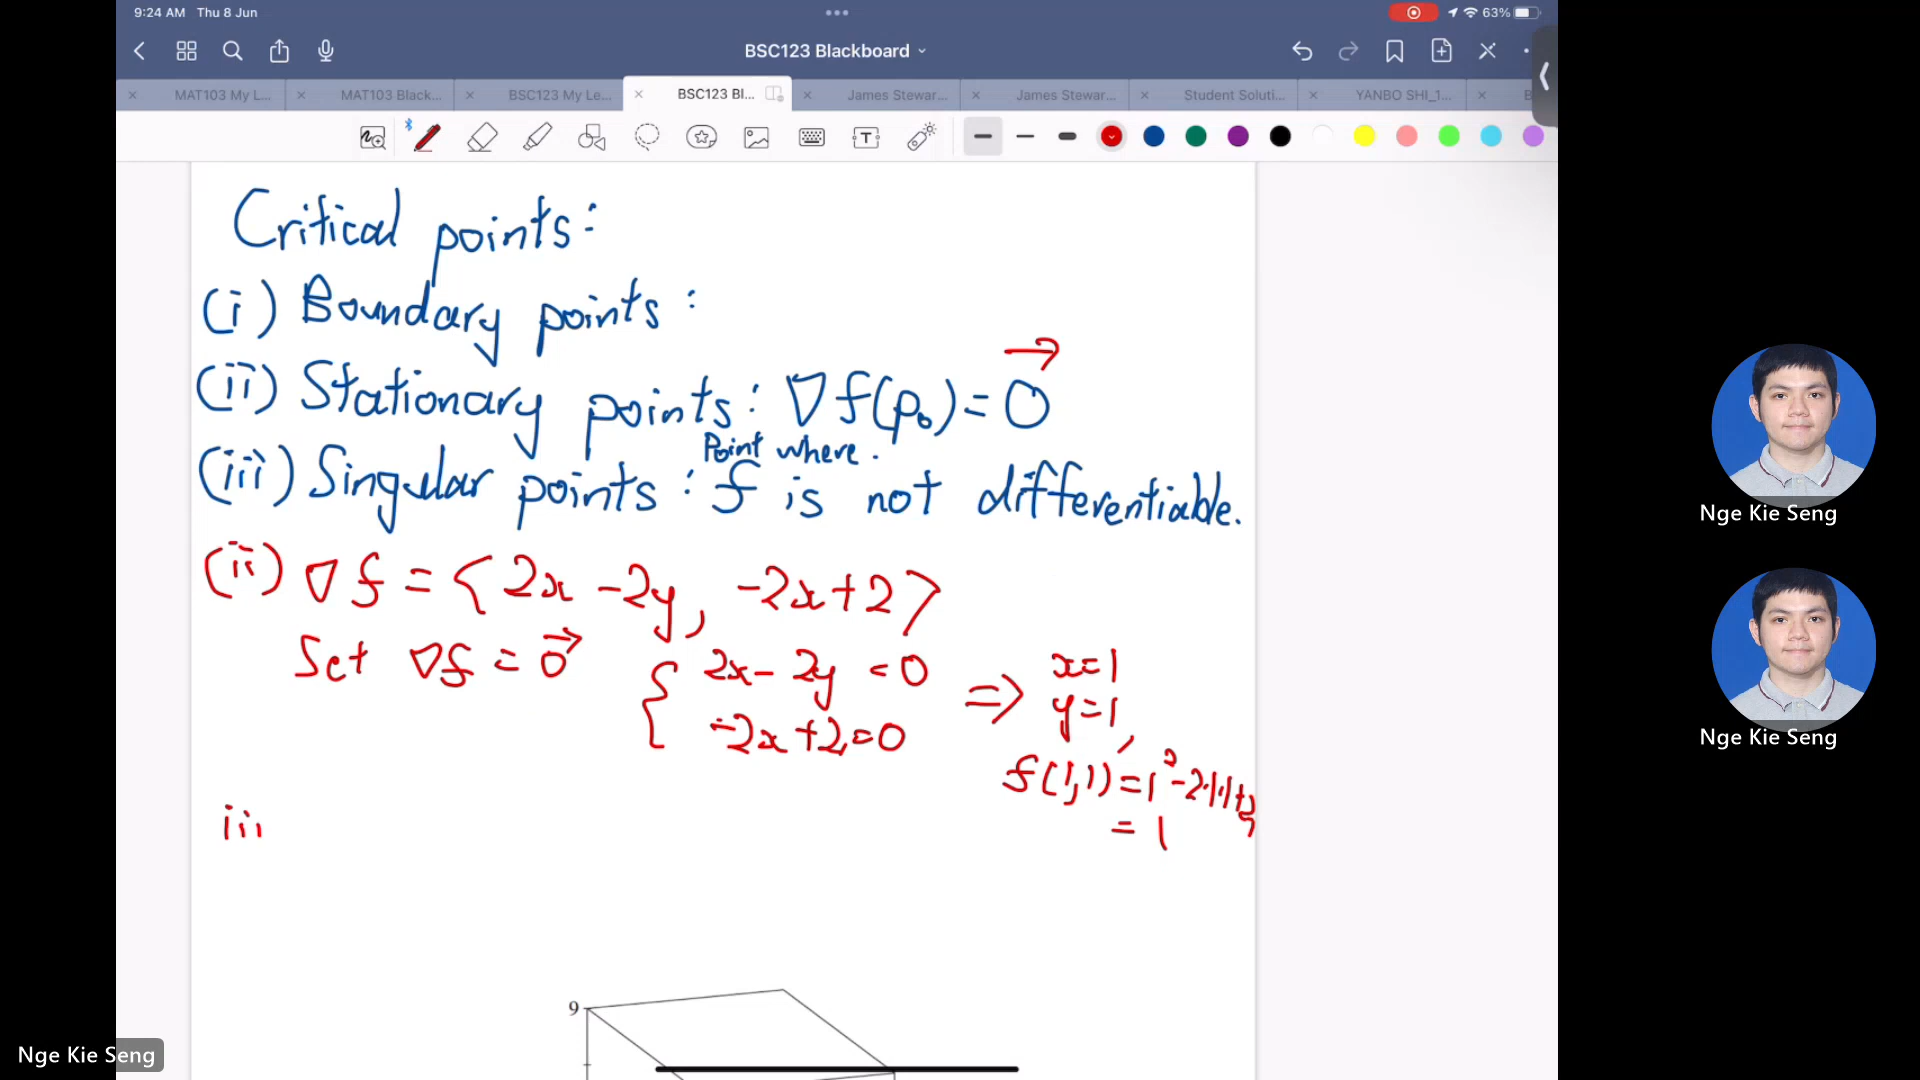 9:24 AM Thu 8 Jun
63%
BSC123 Blackboard
MAT103 My L...
MAT103 Black...
BSC123 My Le...
BSC123 Bl...
James Stewar...
James Stewar...
Student Soluti...
YANBO SHI_1...
B
Critical points:
(i) Boundary points:
(ii) Stationary points: ∇f(p₀) = 0⃗
Point where
(iii) Singular points: f is not differentiable.
(ii) ∇f = ⟨2x - 2y, -2x+2⟩
Set ∇f = 0⃗
{ 2x - 2y = 0
-2x+2=0
⇒ x=1
y=1,
f(1,1) = 1² - 2·1·1+2
= 1
iii
9
Nge Kie Seng
Nge Kie Seng
Nge Kie Seng